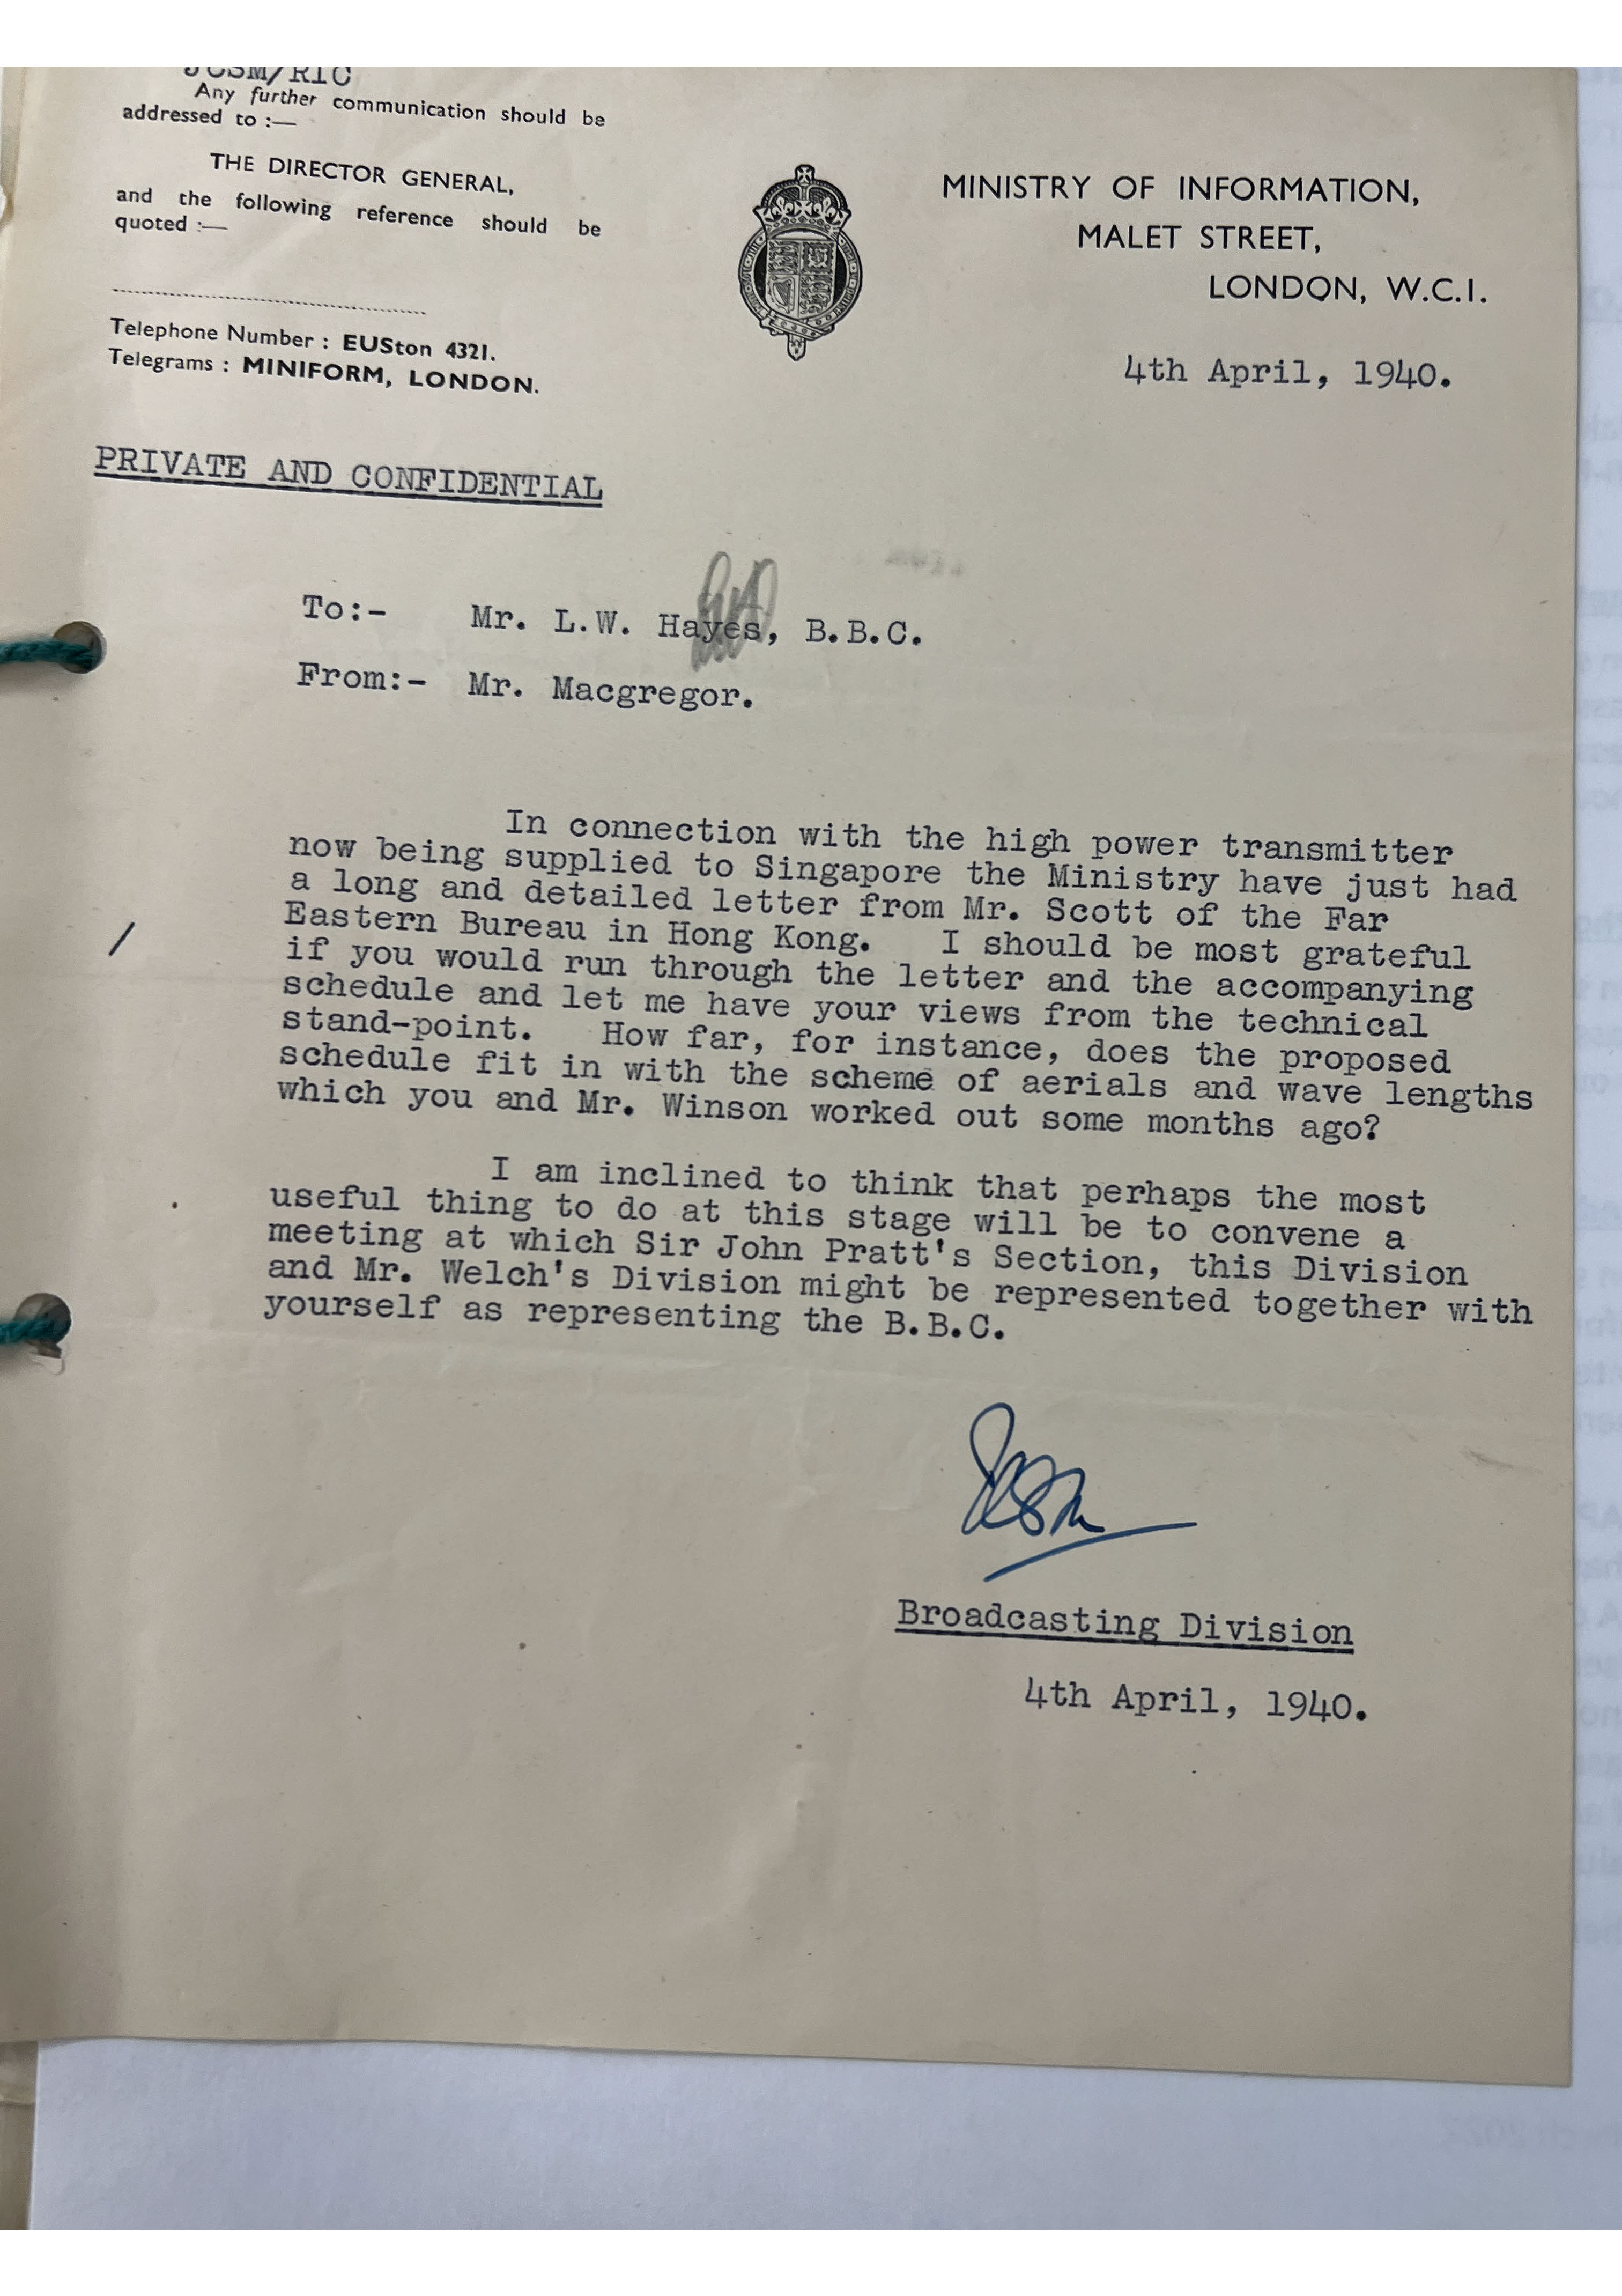 JCSM/RIC
Any further communication should be
addressed to :—
THE DIRECTOR GENERAL,
and the following reference should be
quoted :—
Telephone Number : EUSton 4321.
Telegrams : MINIFORM, LONDON.
MINISTRY OF INFORMATION,
MALET STREET,
LONDON, W.C.1.
4th April, 1940.
PRIVATE AND CONFIDENTIAL
To:- Mr. L.W. Hayes, B.B.C.
From:- Mr. Macgregor.
In connection with the high power transmitter
now being supplied to Singapore the Ministry have just had
a long and detailed letter from Mr. Scott of the Far
Eastern Bureau in Hong Kong. I should be most grateful
/
if you would run through the letter and the accompanying
schedule and let me have your views from the technical
stand-point. How far, for instance, does the proposed
schedule fit in with the scheme of aerials and wave lengths
which you and Mr. Winson worked out some months ago?
I am inclined to think that perhaps the most
useful thing to do at this stage will be to convene a
meeting at which Sir John Pratt's Section, this Division
and Mr. Welch's Division might be represented together with
yourself as representing the B.B.C.
Broadcasting Division
4th April, 1940.